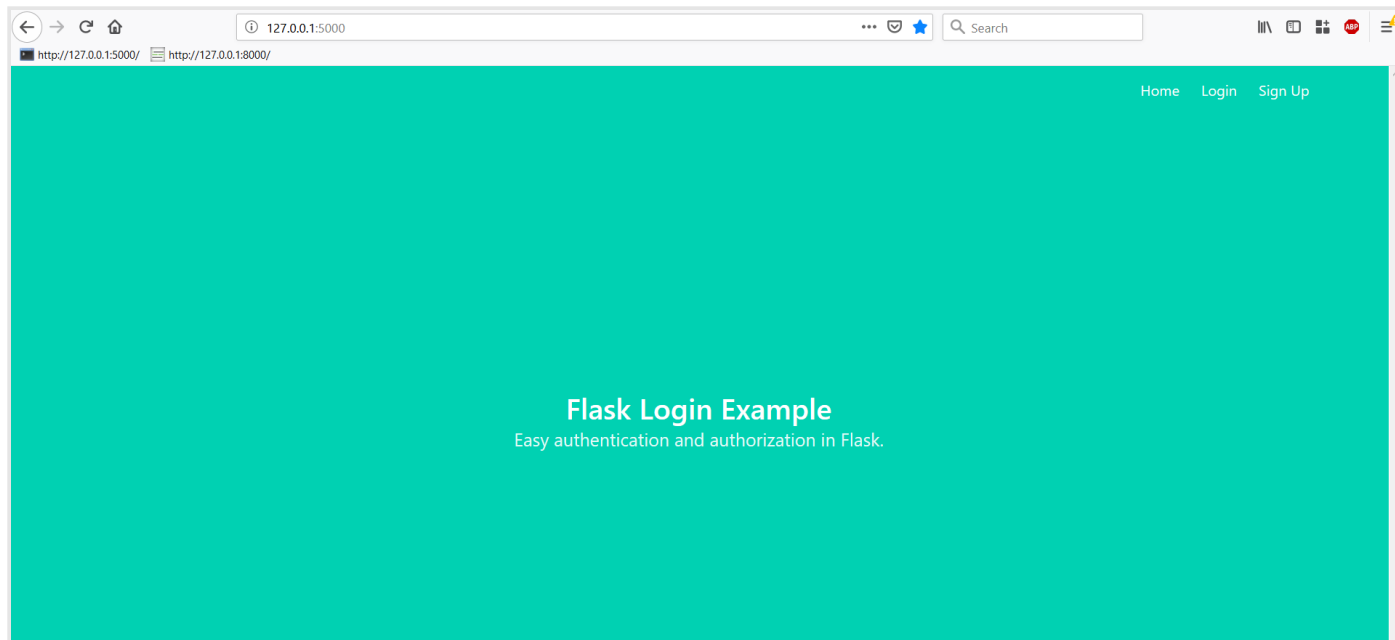 127.0.0.1:5000
Search
ABP
http://127.0.0.1:5000/ http://127.0.0.1:8000/
Home Login Sign Up
Flask Login Example
Easy authentication and authorization in Flask.